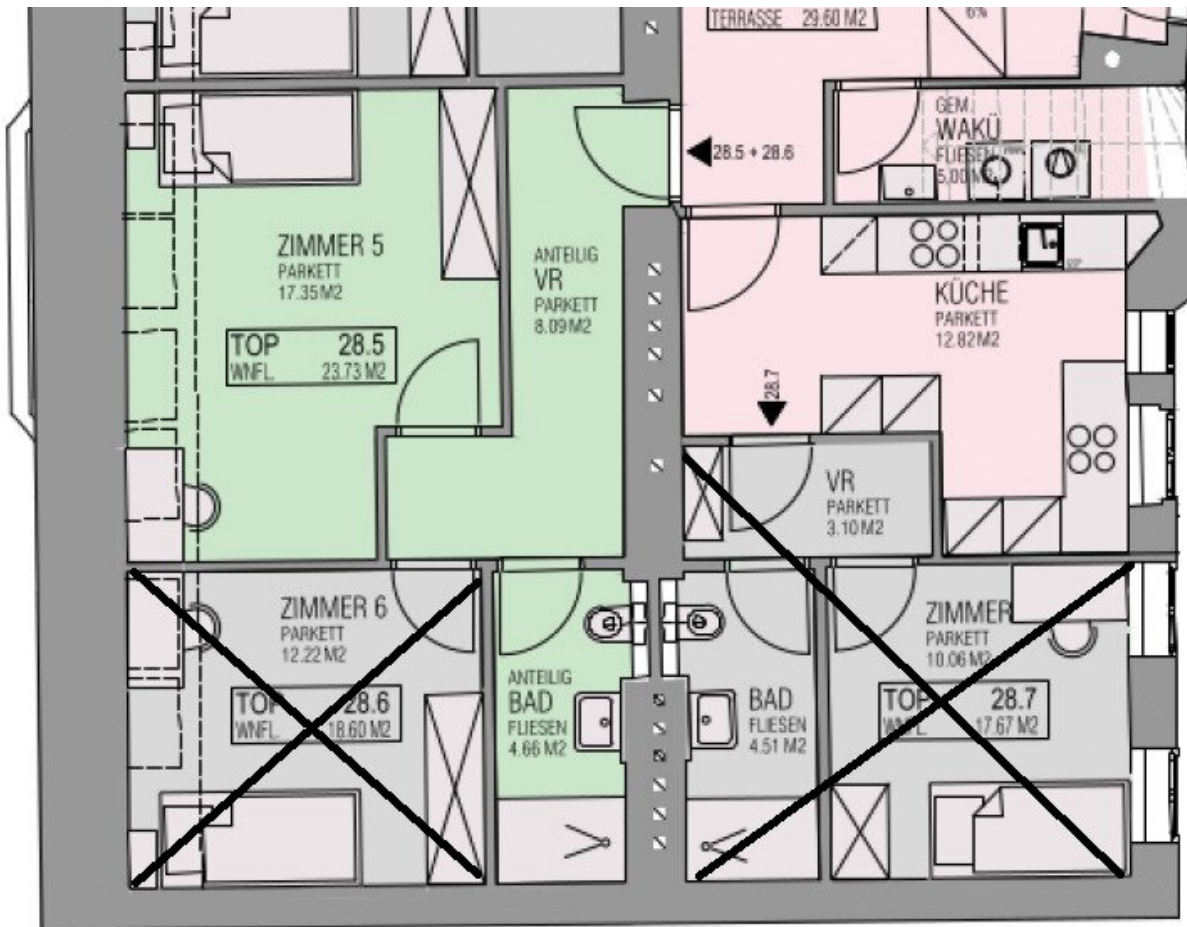 TERRASSE 29.60 M2
6%
GEM.
WAKÜ
FLIESEN
5.00 M2
28.5 + 28.6
ZIMMER 5
PARKETT
17.35 M2
TOP 28.5
WNFL. 23.73 M2
ANTEILIG
VR
PARKETT
8.09 M2
KÜCHE
PARKETT
12.82 M2
28.7
VR
PARKETT
3.10 M2
ZIMMER 6
PARKETT
12.22 M2
TOP 28.6
WNFL. 18.60 M2
ANTEILIG
BAD
FLIESEN
4.66 M2
BAD
FLIESEN
4.51 M2
ZIMMER
PARKETT
10.06 M2
TOP 28.7
WNFL. 17.67 M2